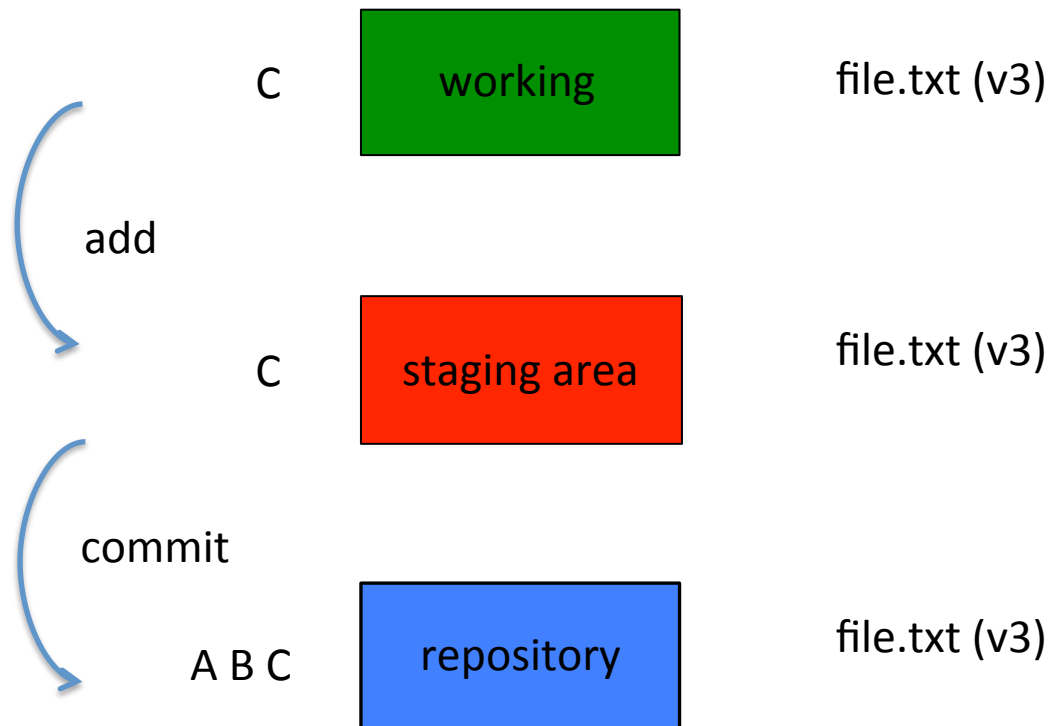 C working file.txt (v3)
add
C staging area file.txt (v3)
commit
A B C repository file.txt (v3)